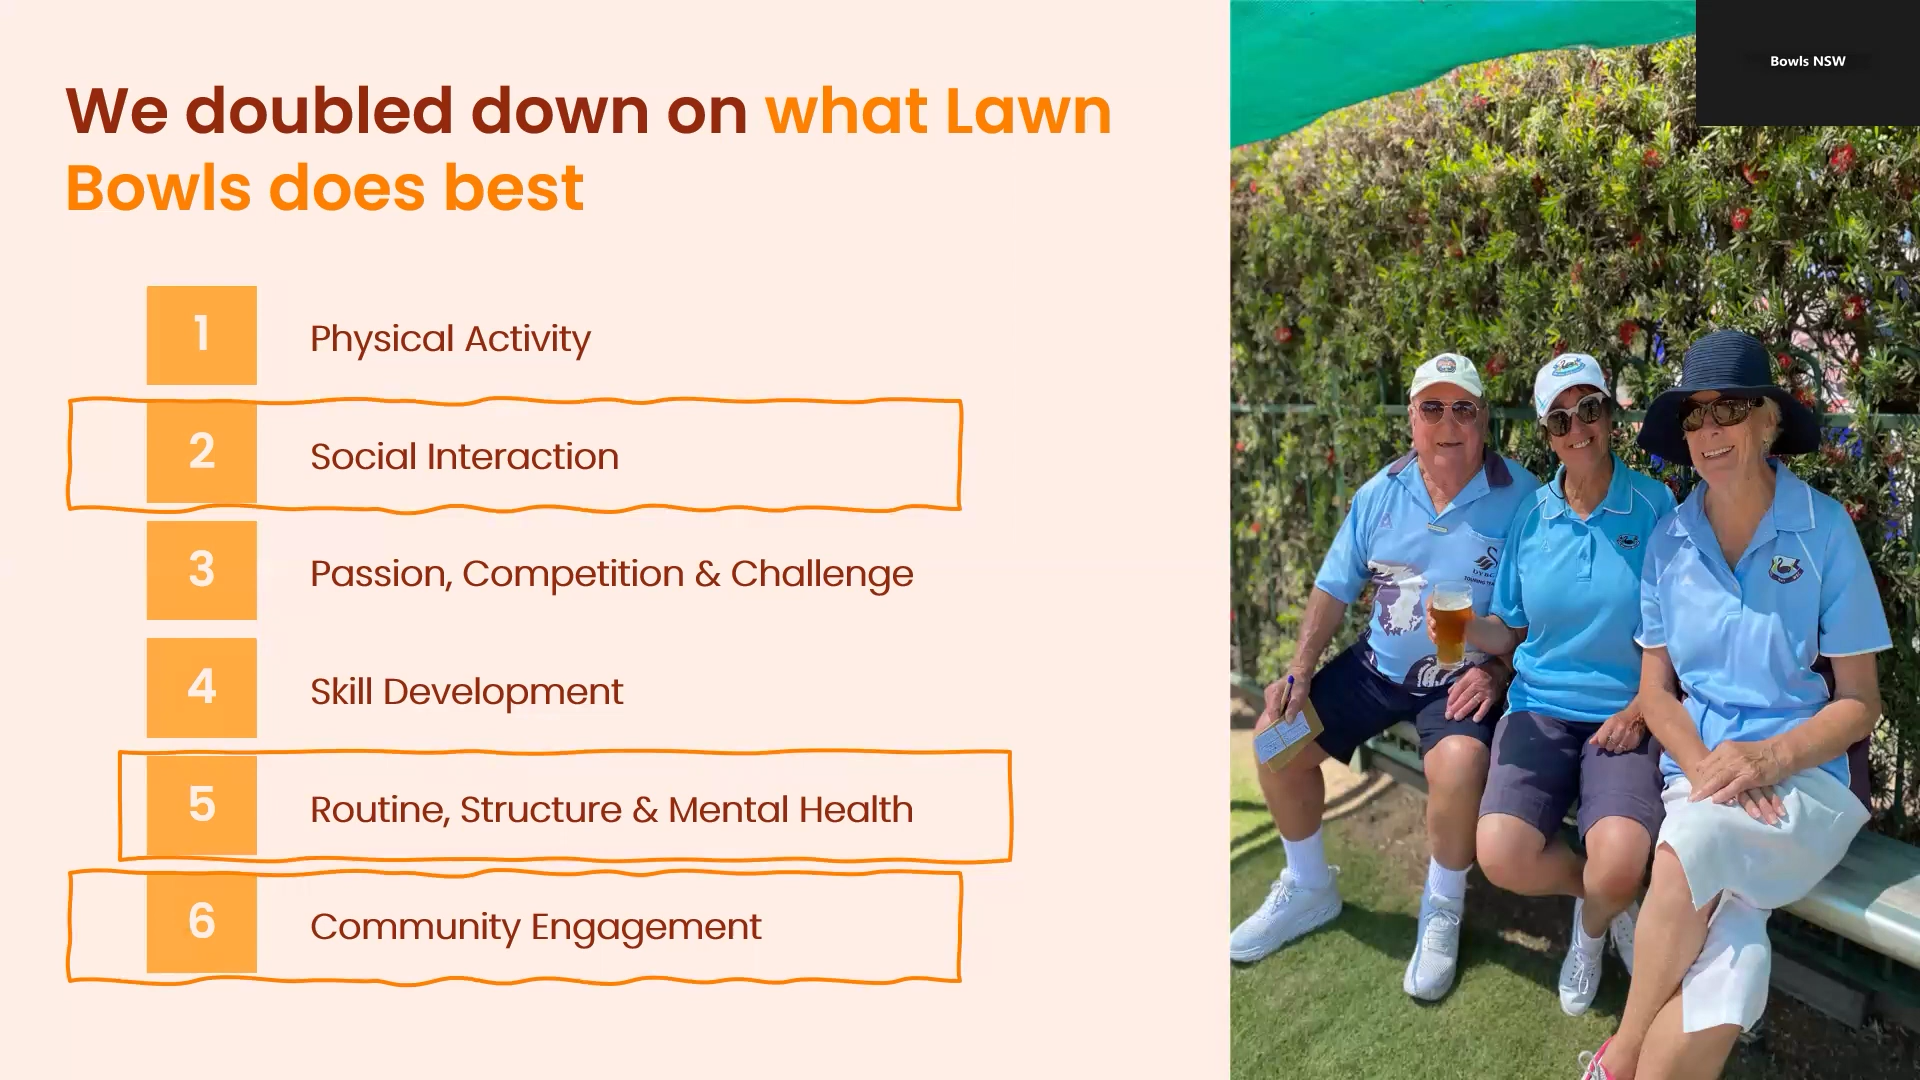 We doubled down on what Lawn
Bowls does best
1 Physical Activity
2 Social Interaction
3 Passion, Competition & Challenge
4 Skill Development
5 Routine, Structure & Mental Health
6 Community Engagement
Bowls NSW